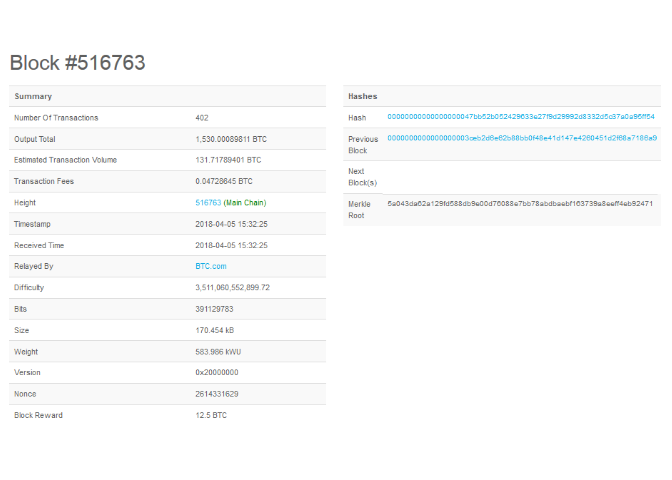 Block #516763
Summary
Number Of Transactions 402
Output Total 1,530.00089811 BTC
Estimated Transaction Volume 131.71789401 BTC
Transaction Fees 0.04728645 BTC
Height 516763 (Main Chain)
Timestamp 2018-04-05 15:32:25
Received Time 2018-04-05 15:32:25
Relayed By BTC.com
Difficulty 3,511,060,552,899.72
Bits 391129783
Size 170.454 kB
Weight 583.986 kWU
Version 0x20000000
Nonce 2614331629
Block Reward 12.5 BTC
Hashes
Hash
Previous
Block
Next
Block(s)
Merkle
Root